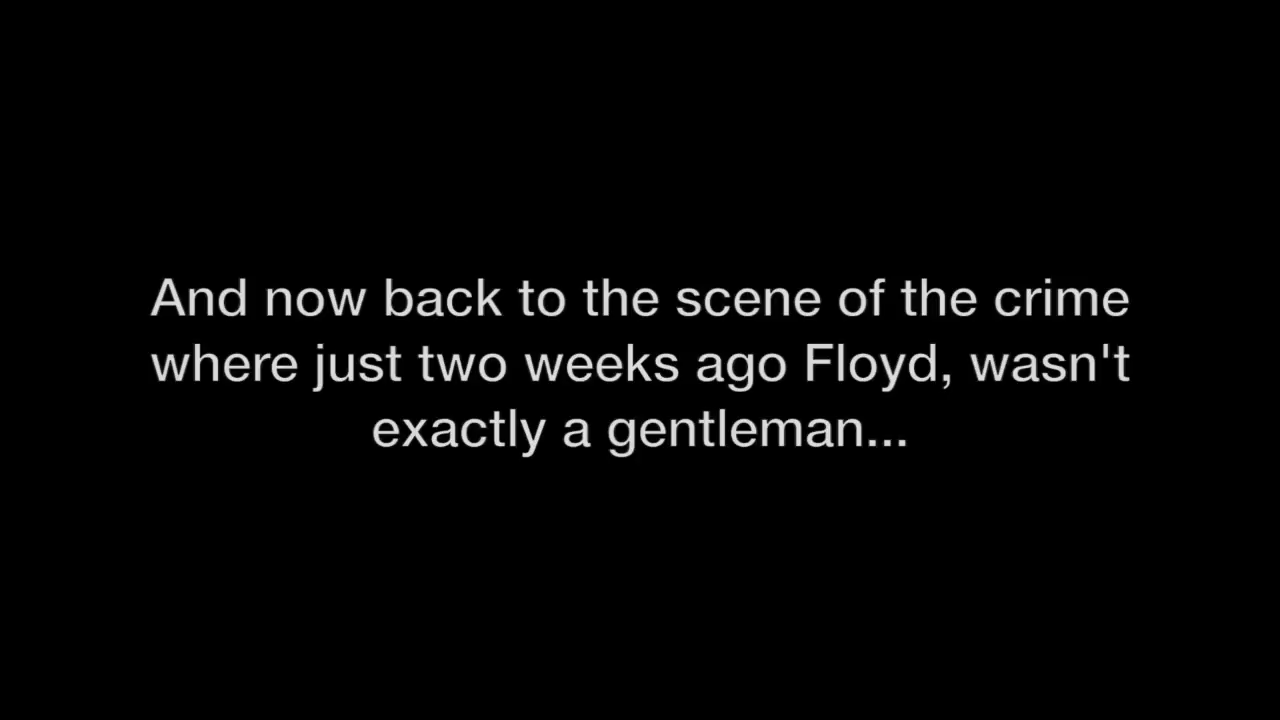 And now back to the scene of the crime
where just two weeks ago Floyd, wasn't
exactly a gentleman...